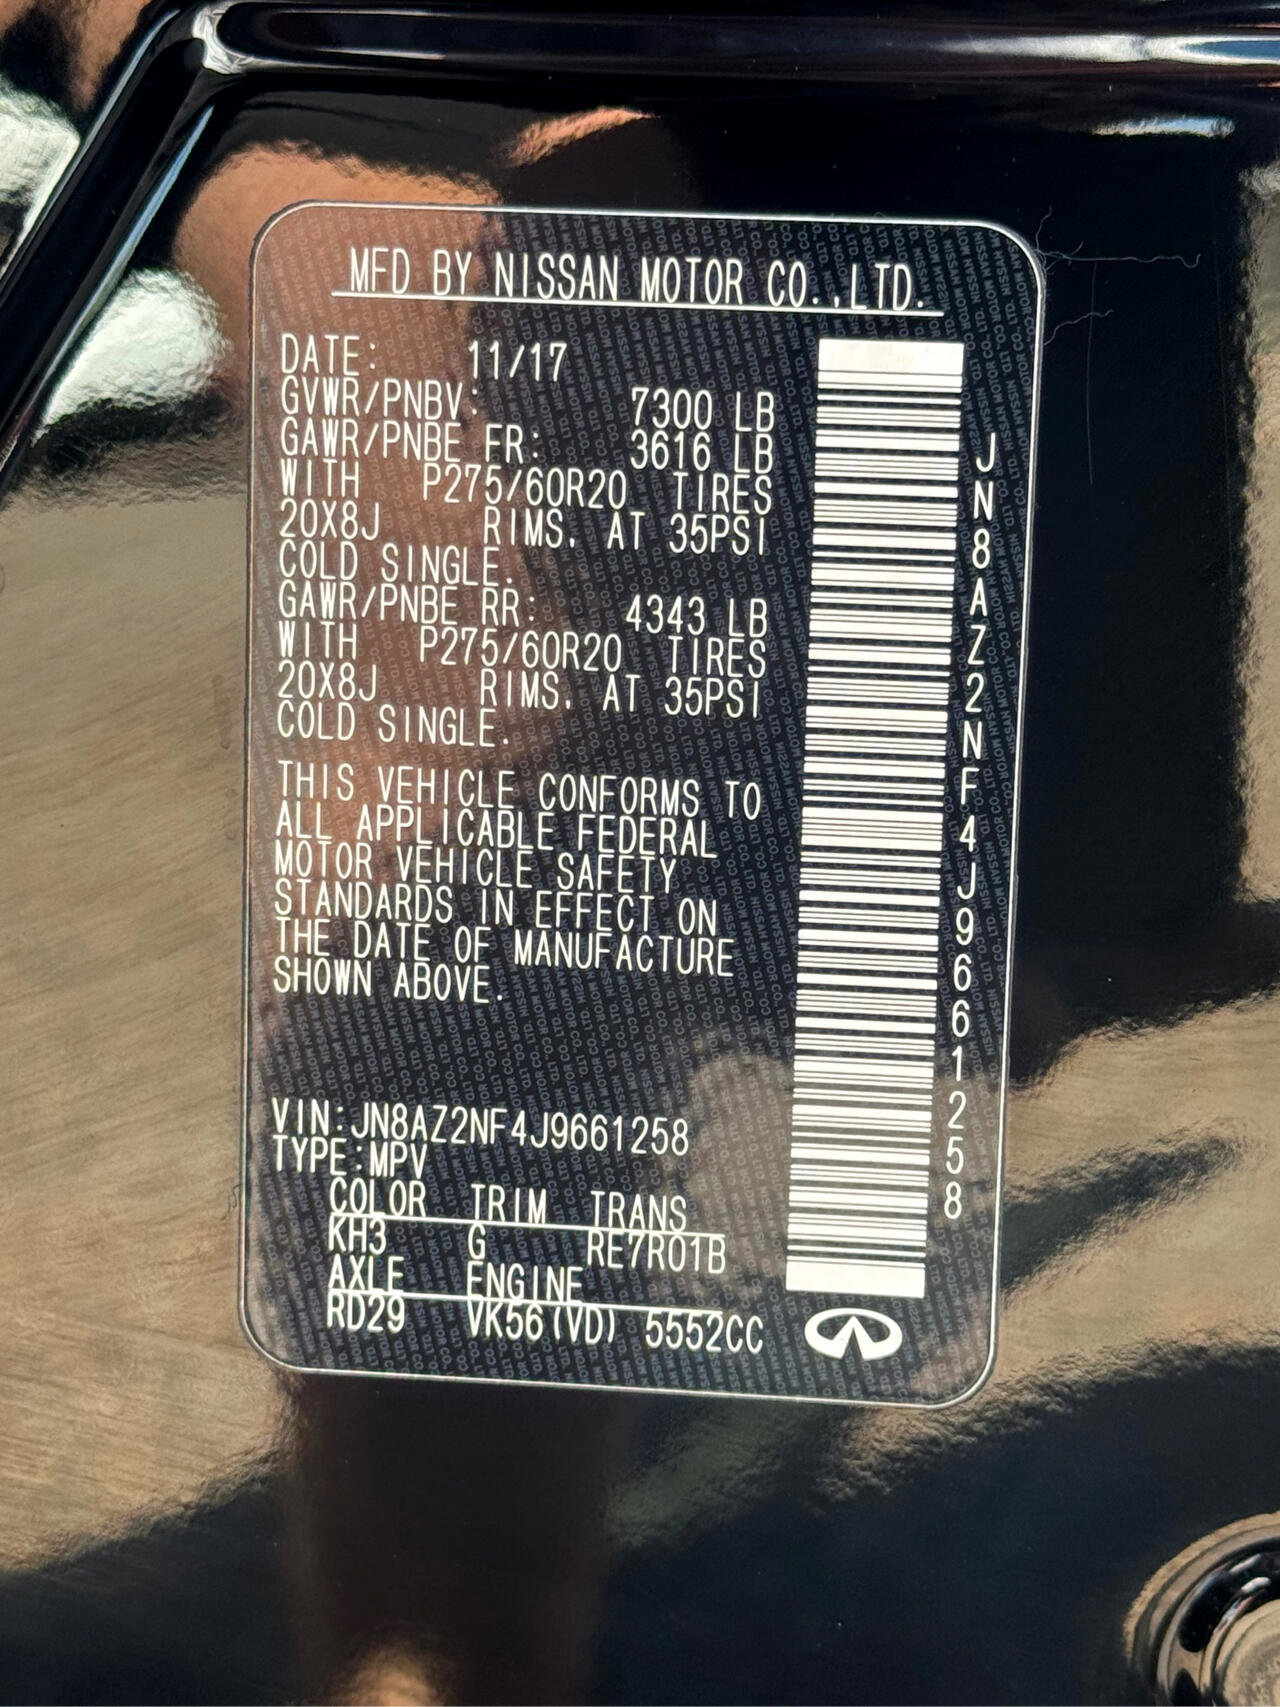 MFD BY NISSAN MOTOR CO.,LTD.
DATE: 11/17
GVWR/PNBV: 7300 LB
GAWR/PNBE FR: 3616 LB
WITH P275/60R20 TIRES
20X8J RIMS, AT 35PSI
COLD SINGLE.
GAWR/PNBE RR: 4343 LB
WITH P275/60R20 TIRES
20X8J RIMS, AT 35PSI
COLD SINGLE.
THIS VEHICLE CONFORMS TO
ALL APPLICABLE FEDERAL
MOTOR VEHICLE SAFETY
STANDARDS IN EFFECT ON
THE DATE OF MANUFACTURE
SHOWN ABOVE.
VIN:JN8AZ2NF4J9661258
TYPE:MPV
COLOR TRIM TRANS
KH3 G RE7R01B
AXLE ENGINE
RD29 VK56(VD) 5552CC
JN8AZ2NF4J9661258